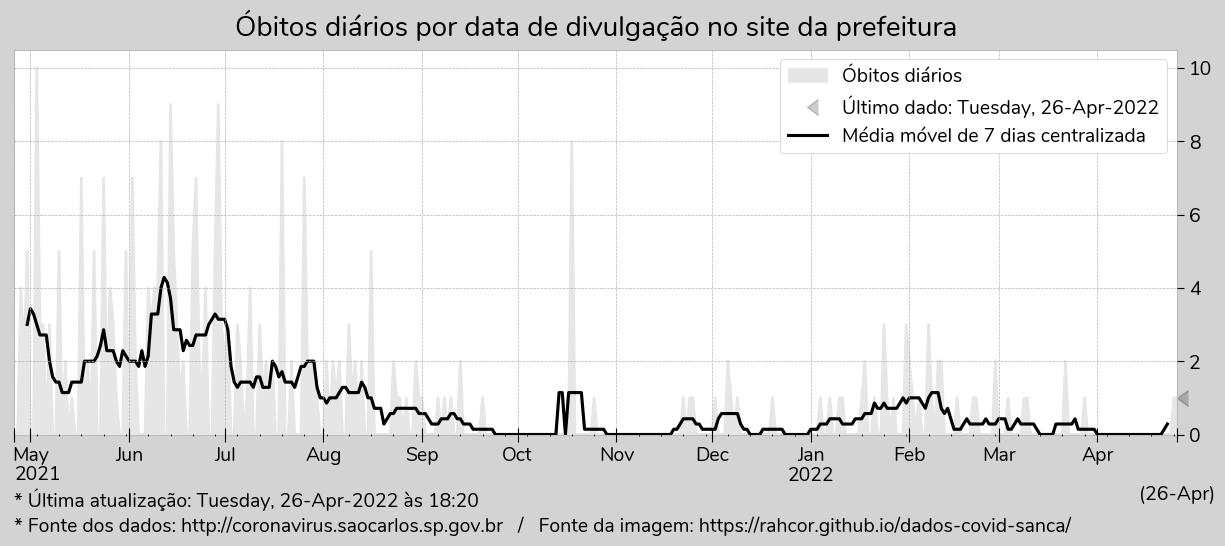 Óbitos diários por data de divulgação no site da prefeitura
Óbitos diários
Último dado: Tuesday, 26-Apr-2022
Média móvel de 7 dias centralizada
10
8
6
4
2
0
May Jun Jul Aug Sep Oct Nov Dec Jan Feb Mar Apr
2021 2022
(26-Apr)
* Última atualização: Tuesday, 26-Apr-2022 às 18:20
* Fonte dos dados: http://coronavirus.saocarlos.sp.gov.br / Fonte da imagem: https://rahcor.github.io/dados-covid-sanca/